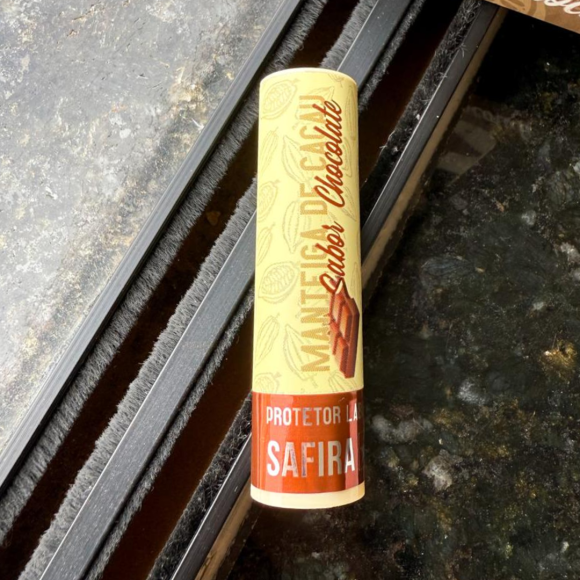 MANTEIGA DE CACAU
Sabor Chocolate
PROTETOR LA
SAFIRA